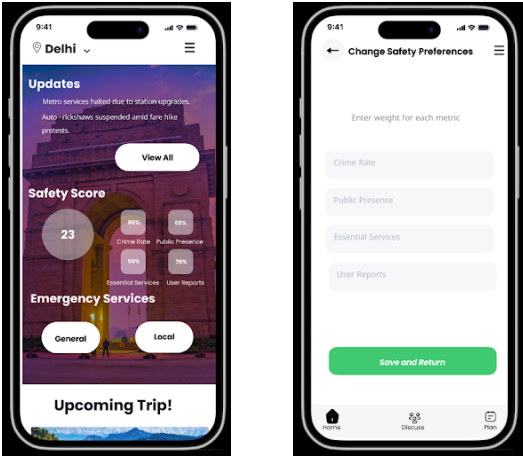 9:41
Delhi
Updates
Metro services halted due to station upgrades.
Auto-rickshaws suspended amid fare hike
protests.
View All
Safety Score
23
80%
65%
Crime Rate
Public Presence
50%
70%
Essential Services
User Reports
Emergency Services
General
Local
Upcoming Trip!
9:41
Change Safety Preferences
Enter weight for each metric
Crime Rate
Public Presence
Essential Services
User Reports
Save and Return
Home
Discuss
Plan